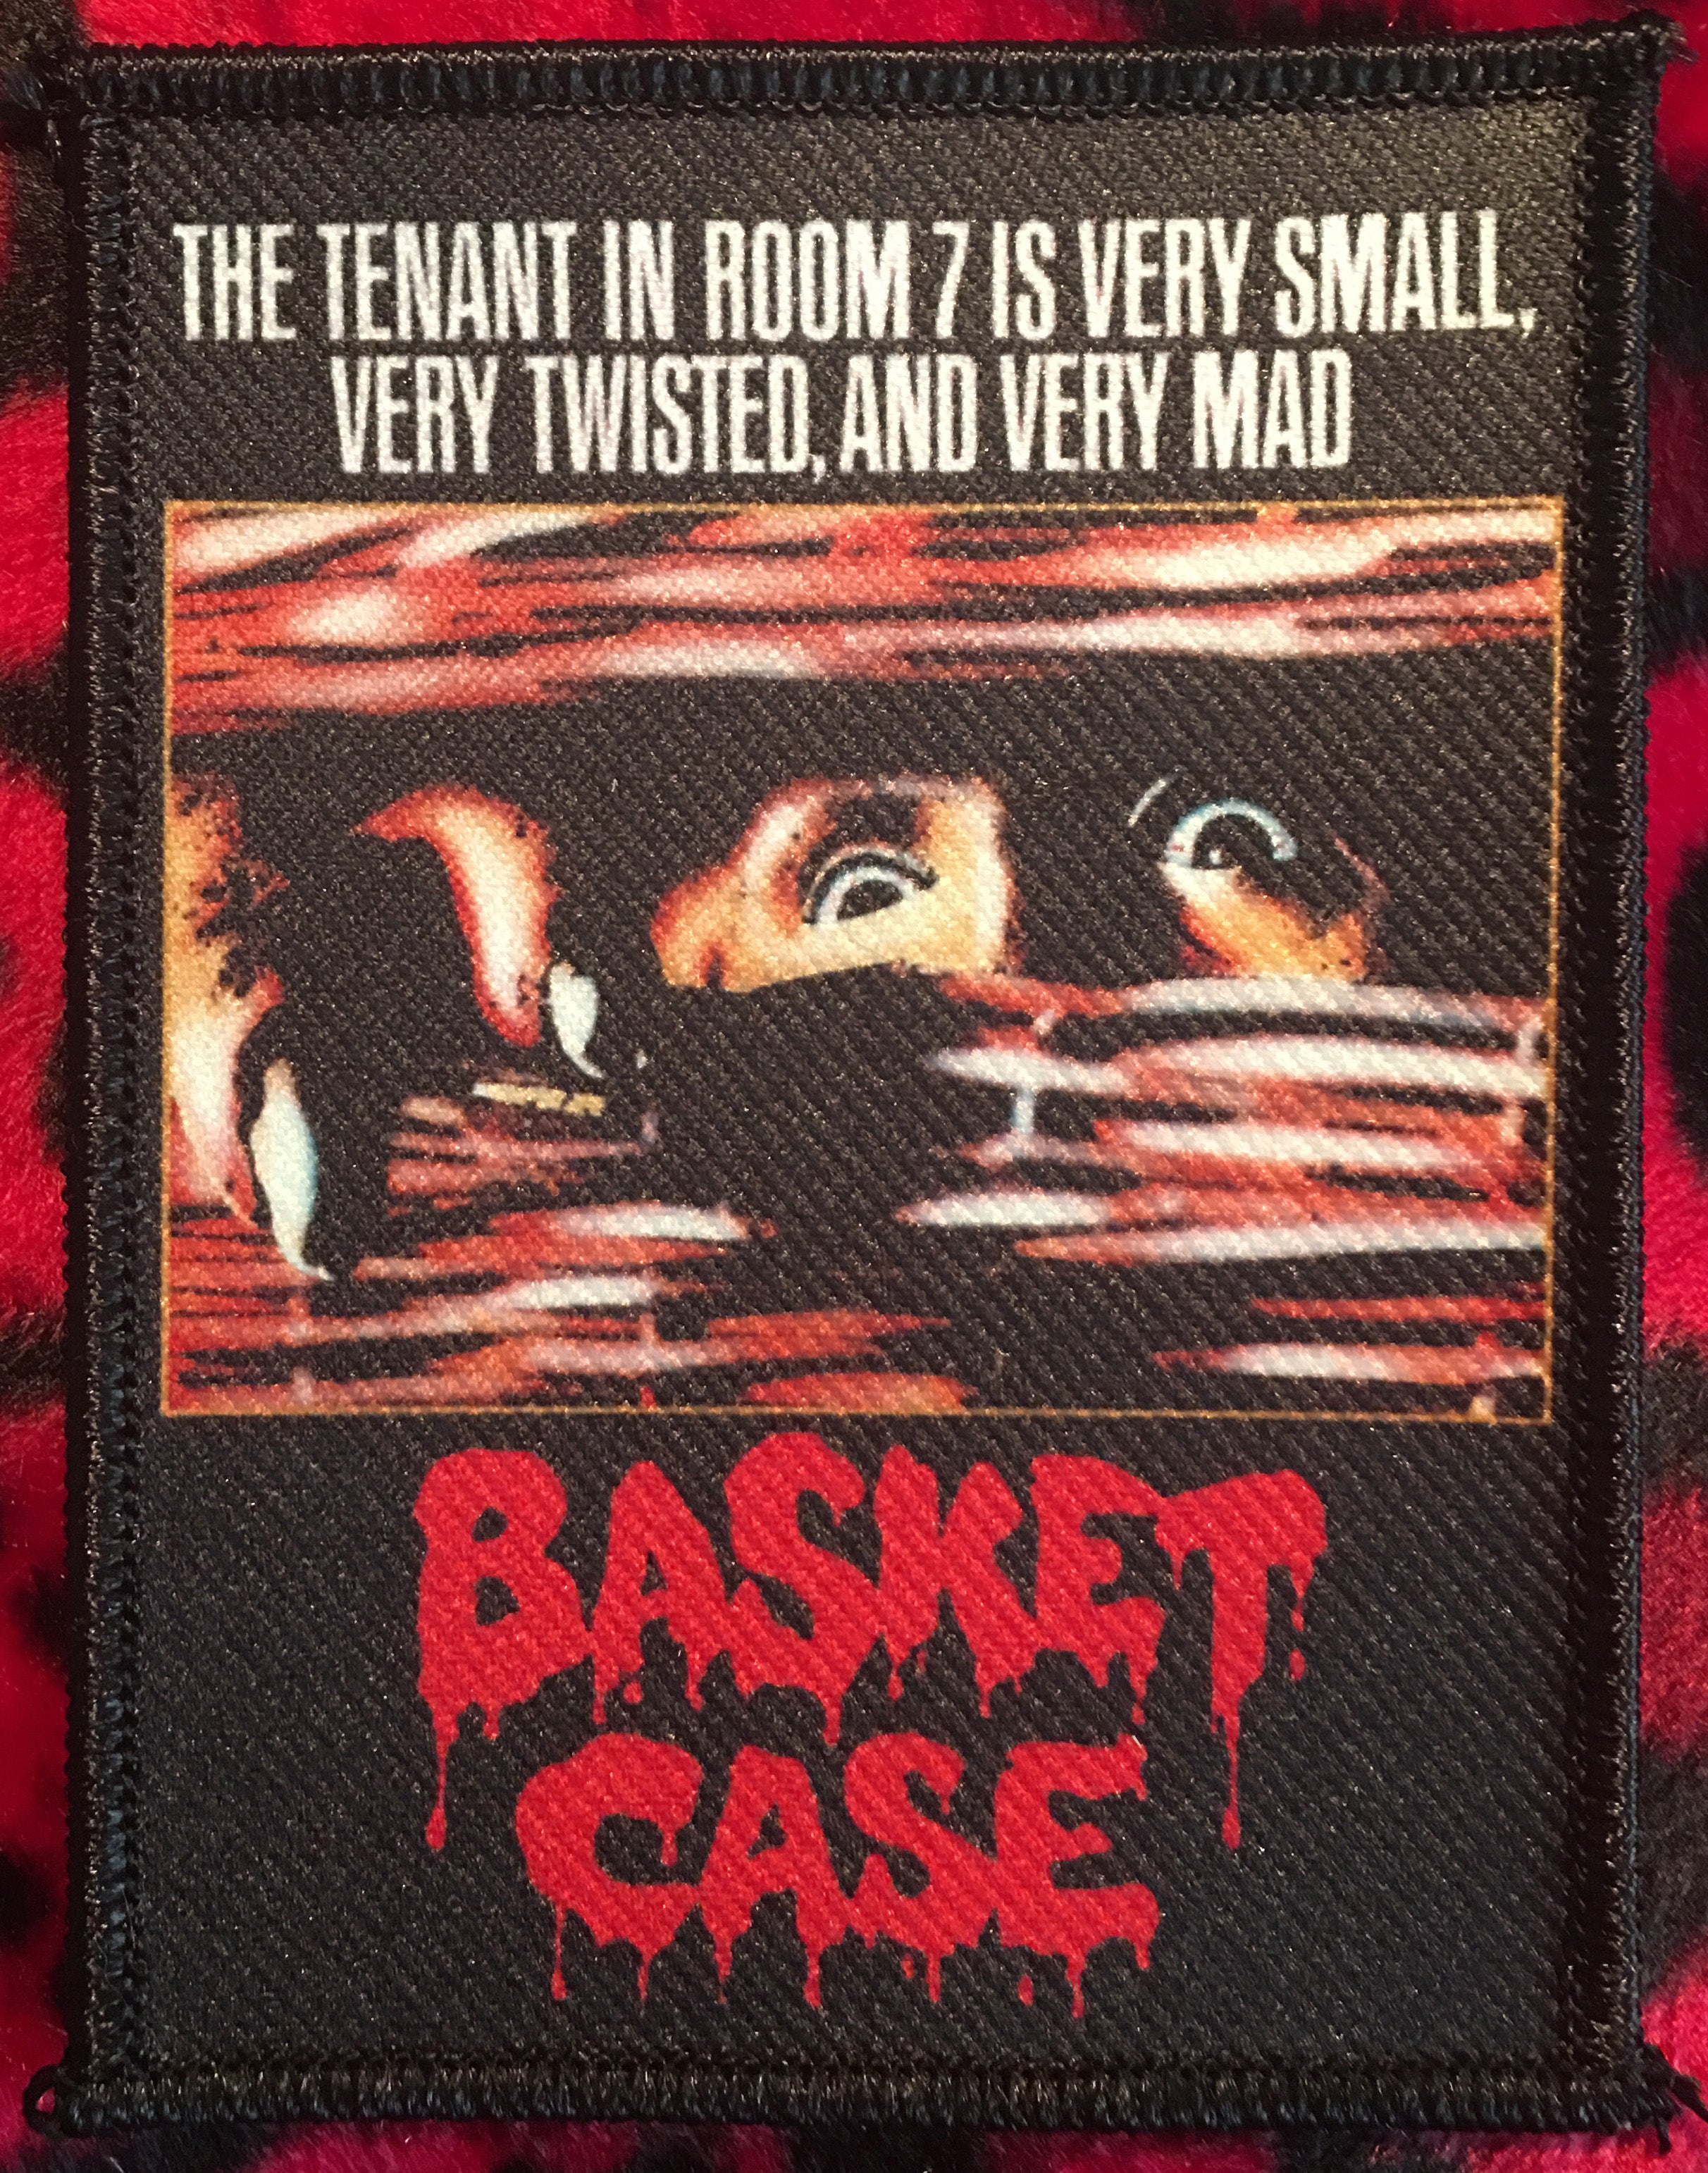 THE TENANT IN ROOM 7 IS VERY SMALL,
VERY TWISTED, AND VERY MAD
BASKET
CASE